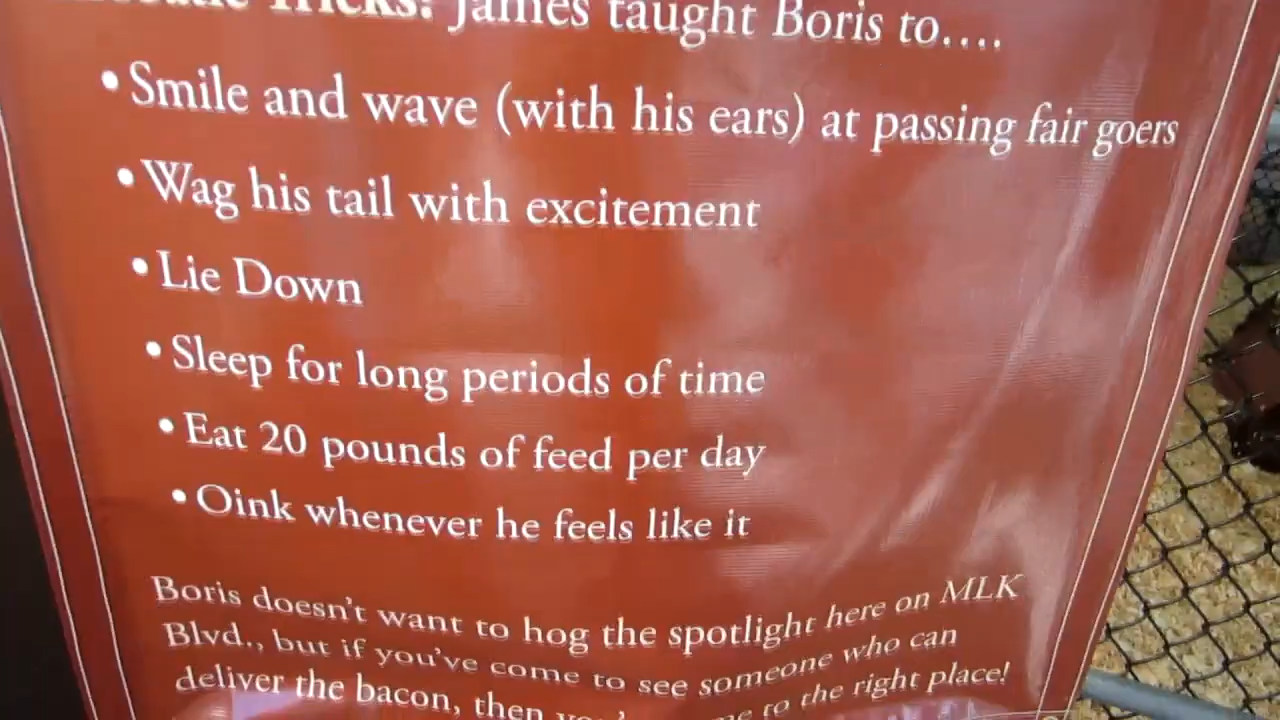 Tricks: James taught Boris to....
• Smile and wave (with his ears) at passing fair goers
• Wag his tail with excitement
• Lie Down
• Sleep for long periods of time
• Eat 20 pounds of feed per day
• Oink whenever he feels like it
Boris doesn't want to hog the spotlight here on MLK
Blvd., but if you've come to see someone who can
deliver the bacon, then to the right place!